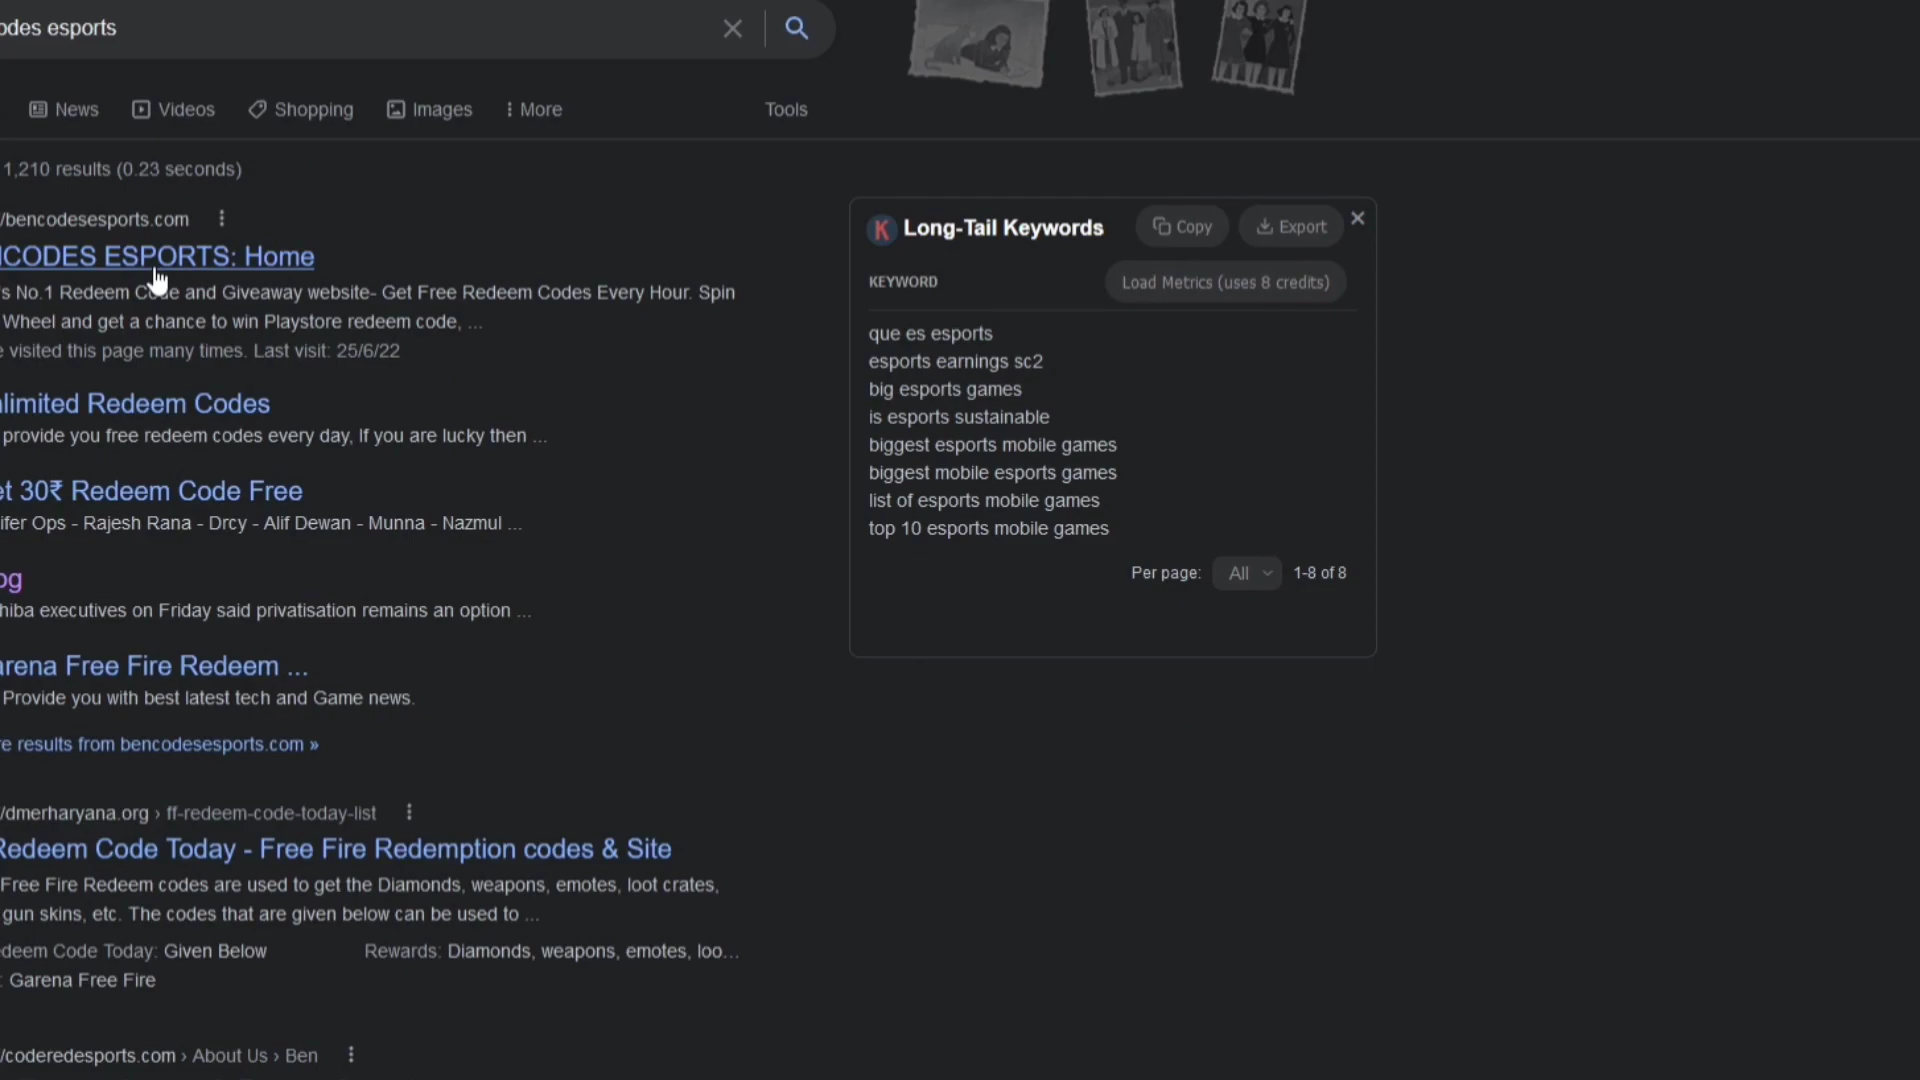 odes esports
News Videos Shopping Images More Tools
1,210 results (0.23 seconds)
/bencodesesports.com
NCODES ESPORTS: Home
's No.1 Redeem Code and Giveaway website- Get Free Redeem Codes Every Hour. Spin
Wheel and get a chance to win Playstore redeem code, ...
e visited this page many times. Last visit: 25/6/22
nlimited Redeem Codes
provide you free redeem codes every day, If you are lucky then ...
et 30₹ Redeem Code Free
ifer Ops - Rajesh Rana - Drcy - Alif Dewan - Munna - Nazmul ...
og
hiba executives on Friday said privatisation remains an option ...
arena Free Fire Redeem ...
Provide you with best latest tech and Game news.
re results from bencodesesports.com »
/dmerharyana.org › ff-redeem-code-today-list
Redeem Code Today - Free Fire Redemption codes & Site
Free Fire Redeem codes are used to get the Diamonds, weapons, emotes, loot crates,
gun skins, etc. The codes that are given below can be used to ...
edeem Code Today: Given Below Rewards: Diamonds, weapons, emotes, loo...
: Garena Free Fire
/coderedesports.com › About Us › Ben
K Long-Tail Keywords Copy Export
KEYWORD Load Metrics (uses 8 credits)
que es esports
esports earnings sc2
big esports games
is esports sustainable
biggest esports mobile games
biggest mobile esports games
list of esports mobile games
top 10 esports mobile games
Per page: All 1-8 of 8